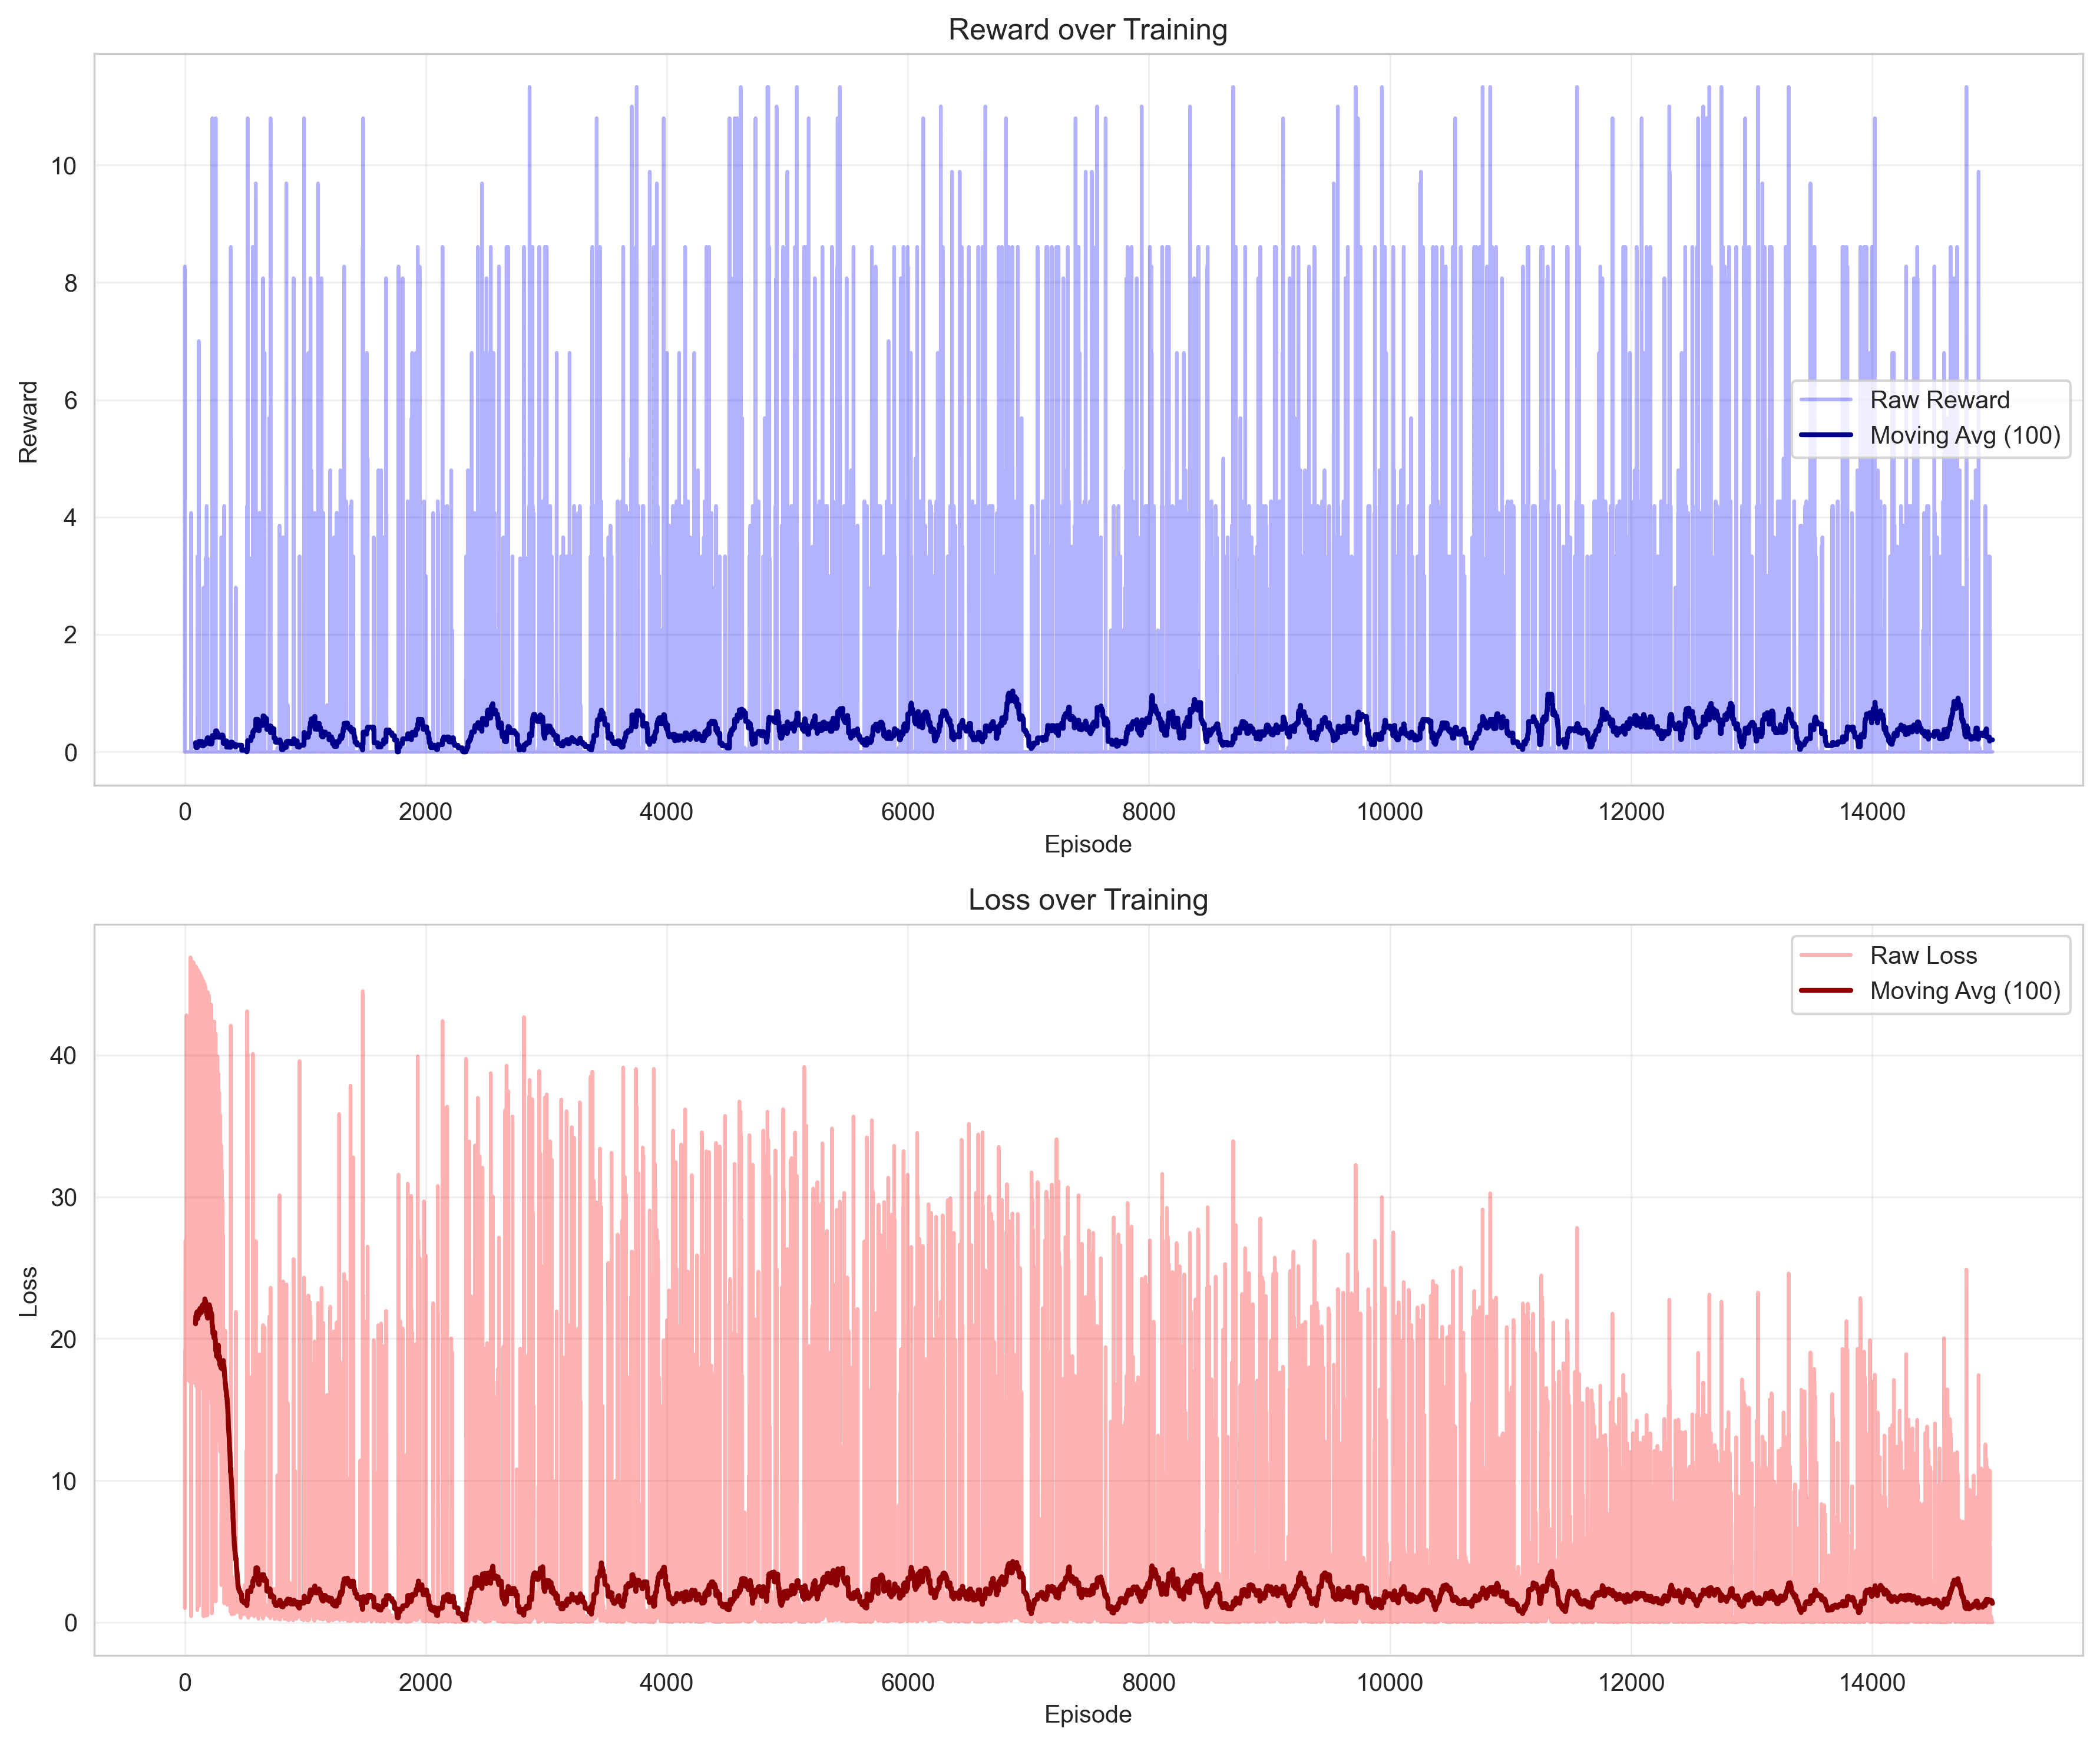 Reward over Training
10
8
6
4
2
0
Reward
Raw Reward
Moving Avg (100)
0 2000 4000 6000 8000 10000 12000 14000
Episode
Loss over Training
40
30
20
10
0
Loss
Raw Loss
Moving Avg (100)
0 2000 4000 6000 8000 10000 12000 14000
Episode